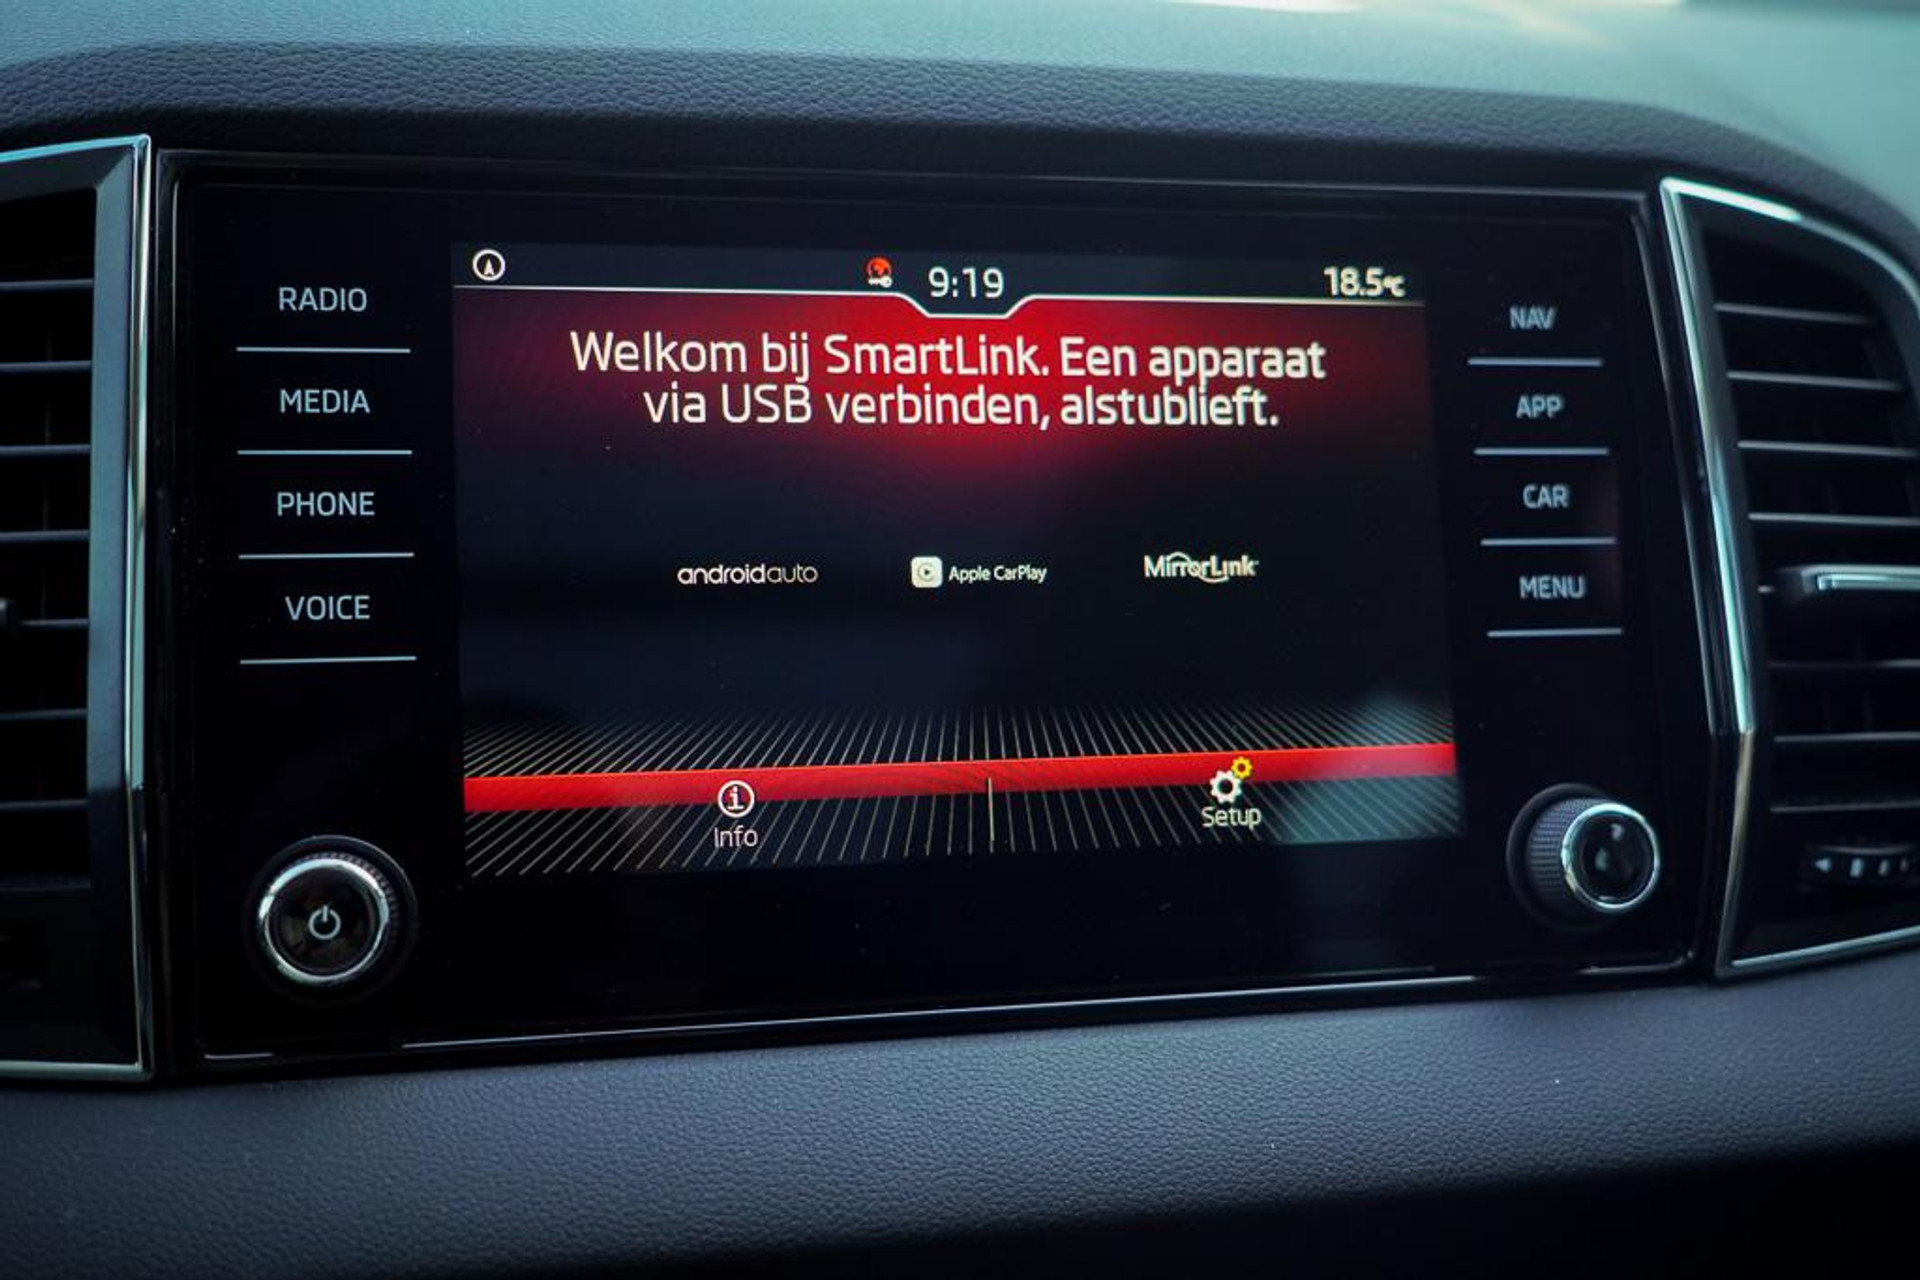 9:19
18.5°C
RADIO
MEDIA
PHONE
VOICE
Welkom bij SmartLink. Een apparaat
via USB verbinden, alstublieft.
androidauto
Apple CarPlay
MirrorLink
Info
Setup
NAV
APP
CAR
MENU